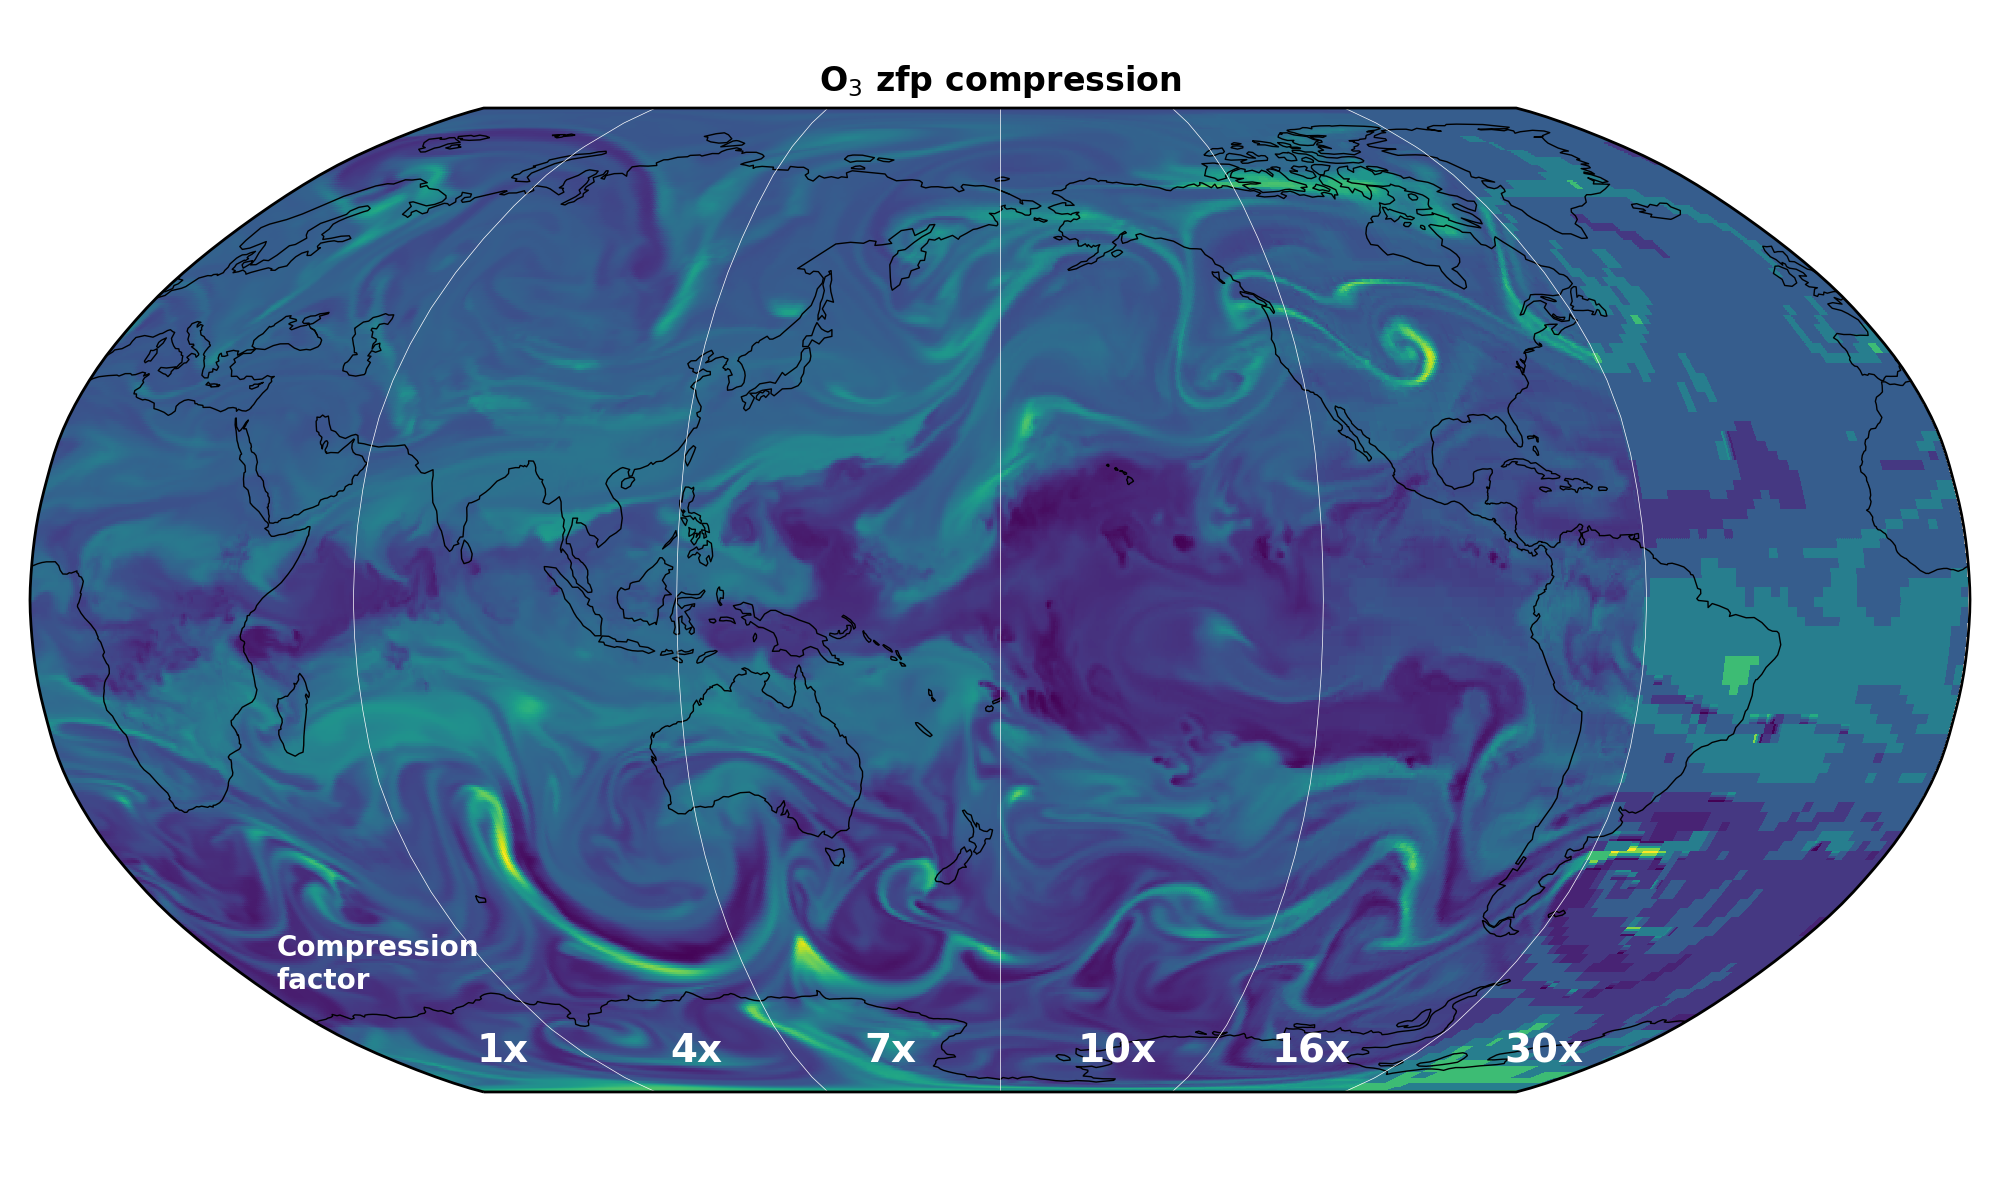 O₃ zfp compression
Compression
factor
1x 4x 7x 10x 16x 30x